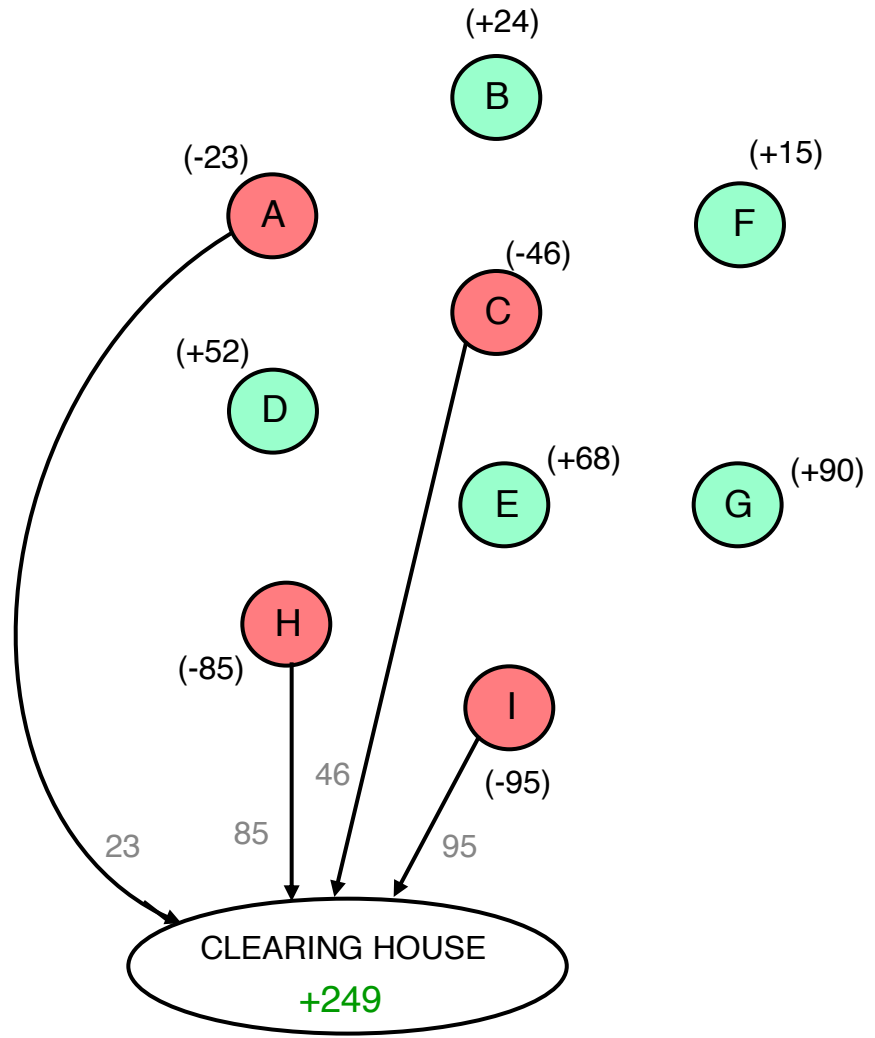 (+24)
B
(-23)
(+15)
A
F
(-46)
C
(+52)
D
(+68)
(+90)
E
G
H
(-85)
I
46
(-95)
85
23
95
CLEARING HOUSE
+249